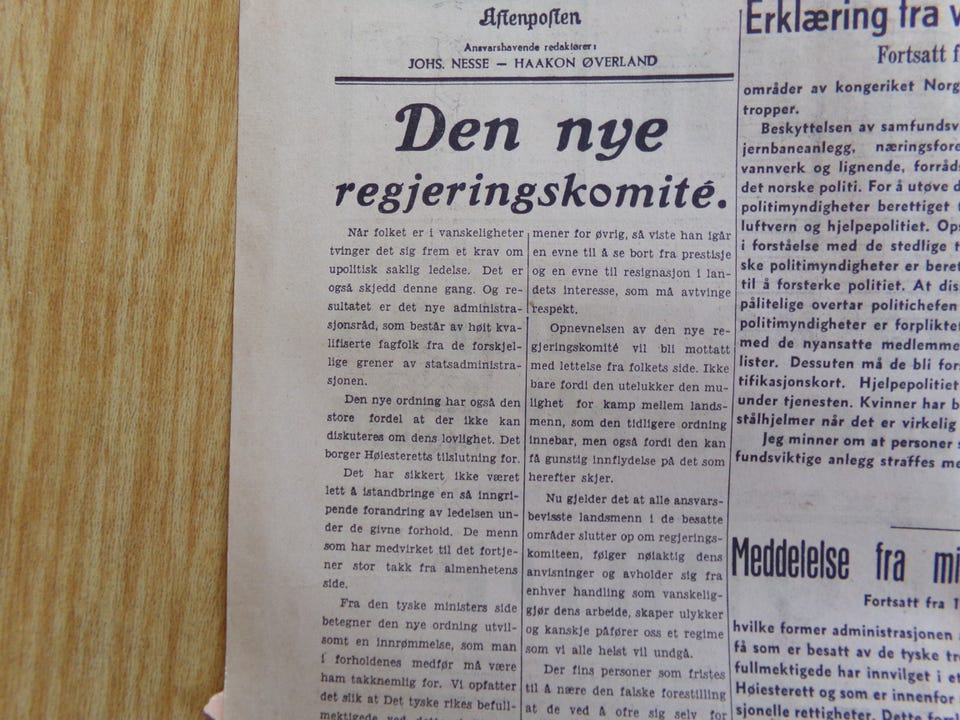 Aftenposten
Ansvarshavende redaktører:
JOHS. NESSE — HAAKON ØVERLAND
Den nye
regjeringskomité.
Når folket er i vanskeligheter
tvinger det sig frem et krav om
upolitisk saklig ledelse. Det er
også skjedd denne gang. Og re-
sultatet er det nye administra-
sjonsråd, som består av høit kva-
lifiserte fagfolk fra de forskjel-
lige grener av statsadministra-
sjonen.
Den nye ordning har også den
store fordel at der ikke kan
diskuteres om dens lovlighet. Det
borger Høiesteretts tilslutning for.
Det har sikkert ikke været
lett å istandbringe en så inngri-
pende forandring av ledelsen un-
der de givne forhold. De menn
som har medvirket til det fortje-
ner stor takk fra almenhetens
side.
Fra den tyske ministers side
betegner den nye ordning utvil-
somt en innrømmelse, som man
i forholdenes medfør må være
ham takknemlig for. Vi opfatter
det slik at Det tyske rikes befull-
mektigede ved
mener for øvrig, så viste han igår
en evne til å se bort fra prestisje
og en evne til resignasjon i lan-
dets interesse, som må avtvinge
respekt.
Opnevnelsen av den nye re-
gjeringskomité vil bli mottatt
med lettelse fra folkets side. Ikke
bare fordi den utelukker den mu-
lighet for kamp mellem lands-
menn, som den tidligere ordning
innebar, men også fordi den kan
få gunstig innflydelse på det som
herefter skjer.
Nu gjelder det at alle ansvars-
bevisste landsmenn i de besatte
områder slutter op om regjerings-
komiteen, følger nøiaktig dens
anvisninger og avholder sig fra
enhver handling som vanskelig-
gjør dens arbeide, skaper ulykker
og kanskje påfører oss et regime
som vi alle helst vil undgå.
Der fins personer som fristes
til å nære den falske forestilling
at de ved å ofre sig selv for
Erklæring fra
Fortsatt
områder av kongeriket Norg
tropper.
Beskyttelsen av samfundsv
jernbaneanlegg, næringsfore
vannverk og lignende, forråds
det norske politi. For å utøve d
politimyndigheter berettiget t
luftvern og hjelpepolitiet. Op
i forståelse med de stedlige t
ske politimyndigheter er beret
til å forsterke politiet. At dis
pålitelige overtar politichefen
politimyndigheter er forplikte
med de nyansatte medlemme
lister. Dessuten må de bli for
tifikasjonskort. Hjelpepolitiet
under tjenesten. Kvinner har b
stålhjelmer når det er virkelig
Jeg minner om at personer s
fundsviktige anlegg straffes me
Meddelelse fra mi
Fortsatt fra 1
hvilke former administrasjonen
få som er besatt av de tyske tr
fullmektigede har innvilget i et
Høiesterett og som er innenfor
sjonelle rettigheter.